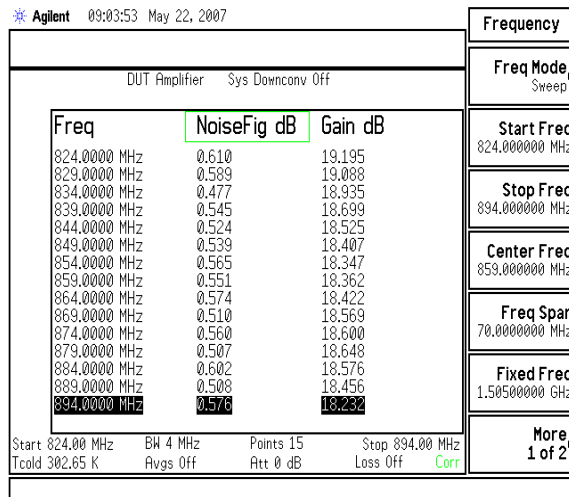 Agilent 09:03:53 May 22, 2007
Frequency
DUT Amplifier Sys Downconv Off
Freq NoiseFig dB Gain dB
824.0000 MHz 0.610 19.195
829.0000 MHz 0.589 19.088
834.0000 MHz 0.477 18.935
839.0000 MHz 0.545 18.699
844.0000 MHz 0.524 18.525
849.0000 MHz 0.539 18.407
854.0000 MHz 0.565 18.347
859.0000 MHz 0.551 18.362
864.0000 MHz 0.574 18.422
869.0000 MHz 0.510 18.569
874.0000 MHz 0.560 18.600
879.0000 MHz 0.507 18.648
884.0000 MHz 0.602 18.576
889.0000 MHz 0.508 18.456
894.0000 MHz 0.576 18.232
Start 824.00 MHz BW 4 MHz Points 15 Stop 894.00 MHz
Tcold 302.65 K Avgs Off Att 0 dB Loss Off Corr
Freq Mode
Sweep
Start Freq
824.000000 MHz
Stop Freq
894.000000 MHz
Center Freq
859.000000 MHz
Freq Span
70.0000000 MHz
Fixed Freq
1.50500000 GHz
More
1 of 2